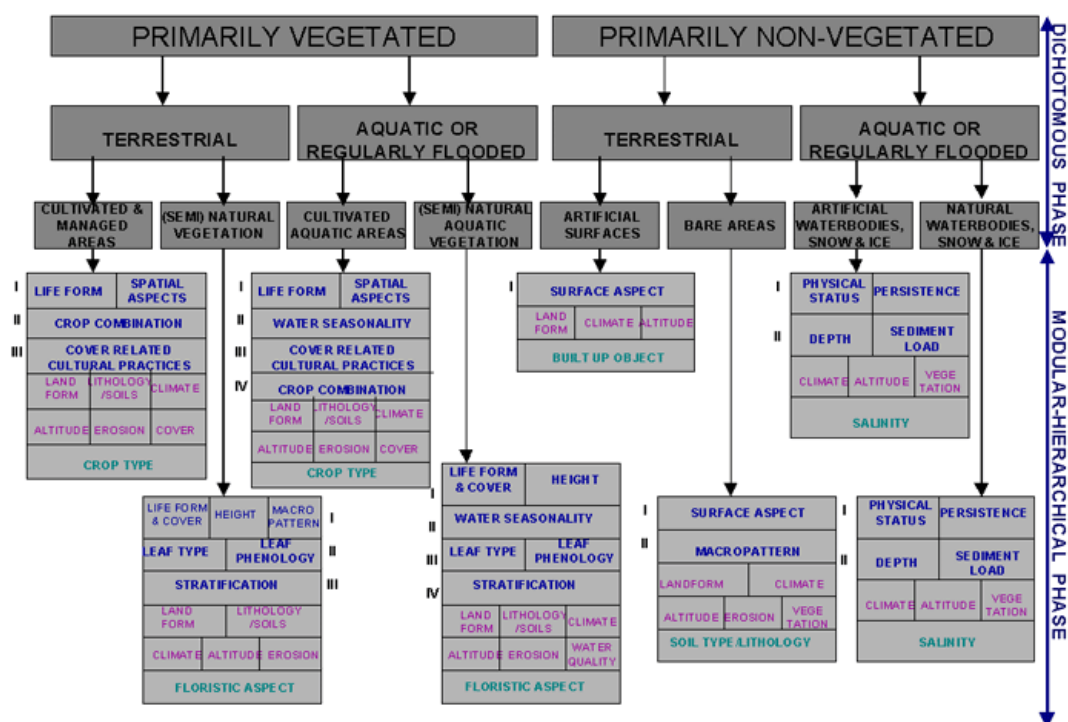 PRIMARILY VEGETATED
PRIMARILY NON-VEGETATED
DICHOTOMOUS PHASE
TERRESTRIAL
AQUATIC OR
REGULARLY FLOODED
TERRESTRIAL
AQUATIC OR
REGULARLY FLOODED
CULTIVATED &
MANAGED
AREAS
(SEMI) NATURAL
VEGETATION
CULTIVATED
AQUATIC AREAS
(SEMI) NATURAL
AQUATIC
VEGETATION
ARTIFICIAL
SURFACES
BARE AREAS
ARTIFICIAL
WATERBODIES,
SNOW & ICE
NATURAL
WATERBODIES,
SNOW & ICE
MODULAR-HIERARCHICAL PHASE
I
LIFE FORM
SPATIAL
ASPECTS
II
CROP COMBINATION
III
COVER RELATED
CULTURAL PRACTICES
LAND
FORM
LITHOLOGY
/SOILS
CLIMATE
ALTITUDE
EROSION
COVER
CROP TYPE
I
LIFE FORM
SPATIAL
ASPECTS
II
WATER SEASONALITY
III
COVER RELATED
CULTURAL PRACTICES
IV
CROP COMBINATION
LAND
FORM
LITHOLOGY
/SOILS
CLIMATE
ALTITUDE
EROSION
COVER
CROP TYPE
I
SURFACE ASPECT
LAND
FORM
CLIMATE
ALTITUDE
BUILT UP OBJECT
I
PHYSICAL
STATUS
PERSISTENCE
II
DEPTH
SEDIMENT
LOAD
CLIMATE
ALTITUDE
VEGE
TATION
SALINITY
LIFE FORM
& COVER
HEIGHT
MACRO
PATTERN
I
LEAF TYPE
LEAF
PHENOLOGY
II
STRATIFICATION
III
LAND
FORM
LITHOLOGY
/SOILS
CLIMATE
ALTITUDE
EROSION
FLORISTIC ASPECT
I
LIFE FORM
& COVER
HEIGHT
II
WATER SEASONALITY
III
LEAF TYPE
LEAF
PHENOLOGY
IV
STRATIFICATION
LAND
FORM
LITHOLOGY
/SOILS
CLIMATE
ALTITUDE
EROSION
WATER
QUALITY
FLORISTIC ASPECT
I
SURFACE ASPECT
II
MACROPATTERN
LANDFORM
CLIMATE
ALTITUDE
EROSION
VEGE
TATION
SOIL TYPE/LITHOLOGY
I
PHYSICAL
STATUS
PERSISTENCE
II
DEPTH
SEDIMENT
LOAD
CLIMATE
ALTITUDE
VEGE
TATION
SALINITY